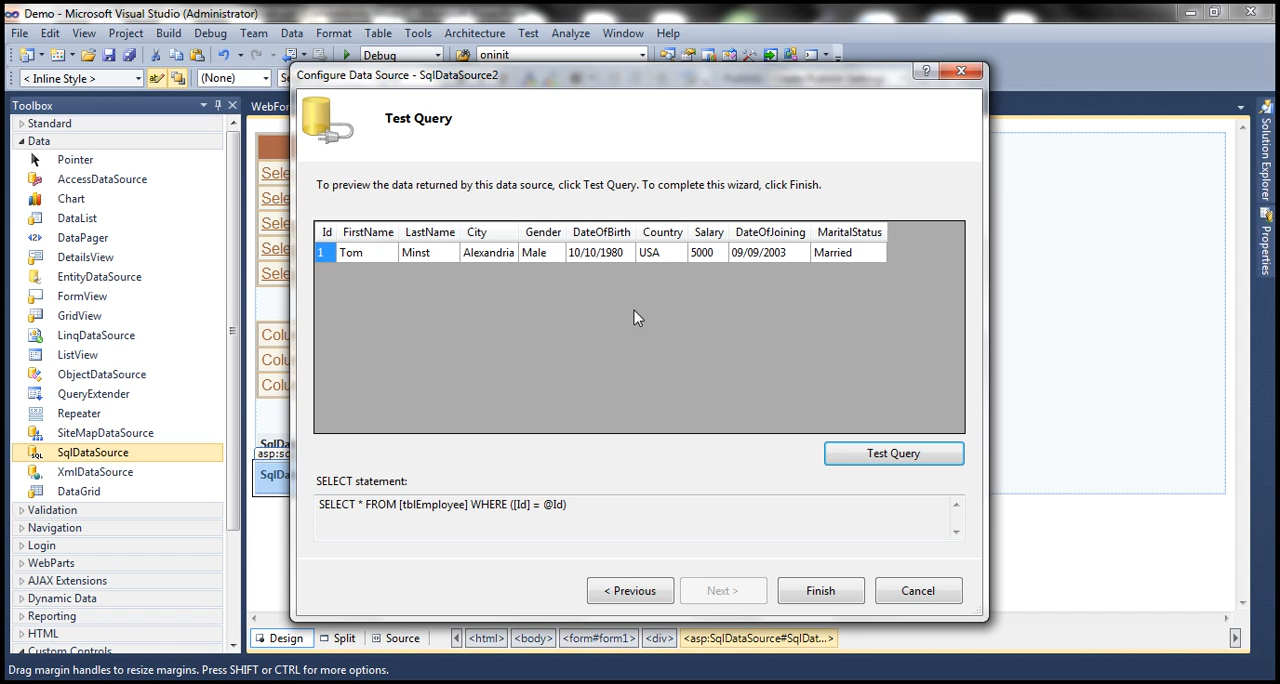 Demo - Microsoft Visual Studio (Administrator)
File Edit View Project Build Debug Team Data Format Table Tools Architecture Test Analyze Window Help
Debug oninit
< Inline Style > (None)
Configure Data Source - SqlDataSource2
Toolbox
Standard
Data
Pointer
AccessDataSource
Chart
DataList
DataPager
DetailsView
EntityDataSource
FormView
GridView
LinqDataSource
ListView
ObjectDataSource
QueryExtender
Repeater
SiteMapDataSource
SqlDataSource
XmlDataSource
DataGrid
Validation
Navigation
Login
WebParts
AJAX Extensions
Dynamic Data
Reporting
HTML
Custom Controls
Test Query
To preview the data returned by this data source, click Test Query. To complete this wizard, click Finish.
Id FirstName LastName City Gender DateOfBirth Country Salary DateOfJoining MaritalStatus
1 Tom Minst Alexandria Male 10/10/1980 USA 5000 09/09/2003 Married
Test Query
SELECT statement:
SELECT * FROM [tblEmployee] WHERE ([Id] = @Id)
< Previous Next > Finish Cancel
Solution Explorer
Properties
Design Split Source <html> <body> <form#form1> <div> <asp:SqlDataSource#SqlDat...>
Drag margin handles to resize margins. Press SHIFT or CTRL for more options.